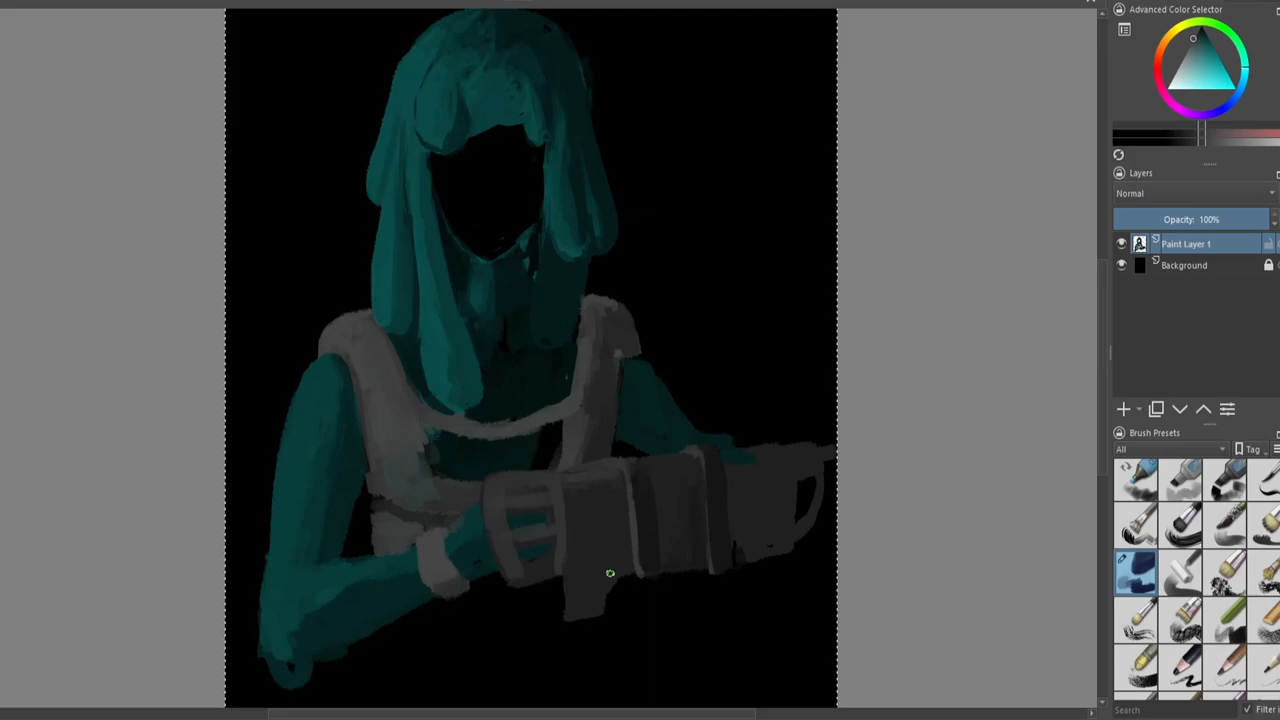 Advanced Color Selector
Layers
Normal
Opacity: 100%
Paint Layer 1
Background
Brush Presets
All
Tag
Search
Filter